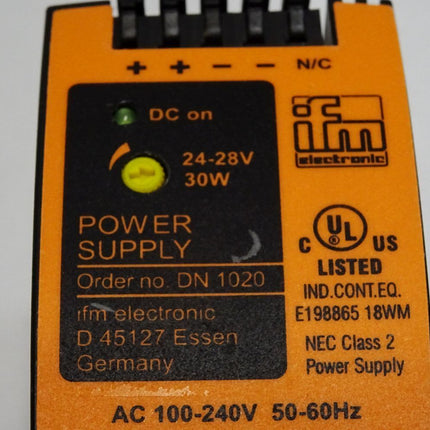 + + − − N/C
DC on
24-28V
30W
POWER
SUPPLY
Order no. DN 1020
ifm electronic
D 45127 Essen
Germany
ifm
electronic
C UL US
LISTED
IND.CONT.EQ.
E198865 18WM
NEC Class 2
Power Supply
AC 100-240V 50-60Hz